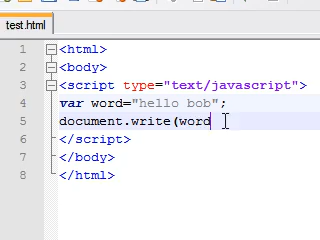 test.html
1 <html>
2 <body>
3 <script type="text/javascript">
4 var word="hello bob";
5 document.write(word
6 </script>
7 </body>
8 </html>